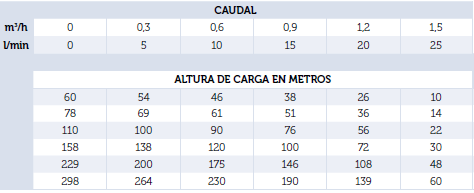 CAUDAL
m³/h 0 0,3 0,6 0,9 1,2 1,5
l/min 0 5 10 15 20 25
ALTURA DE CARGA EN METROS
60 54 46 38 26 10
78 69 61 51 36 14
110 100 90 76 56 22
158 138 120 100 72 30
229 200 175 146 108 48
298 264 230 190 139 60